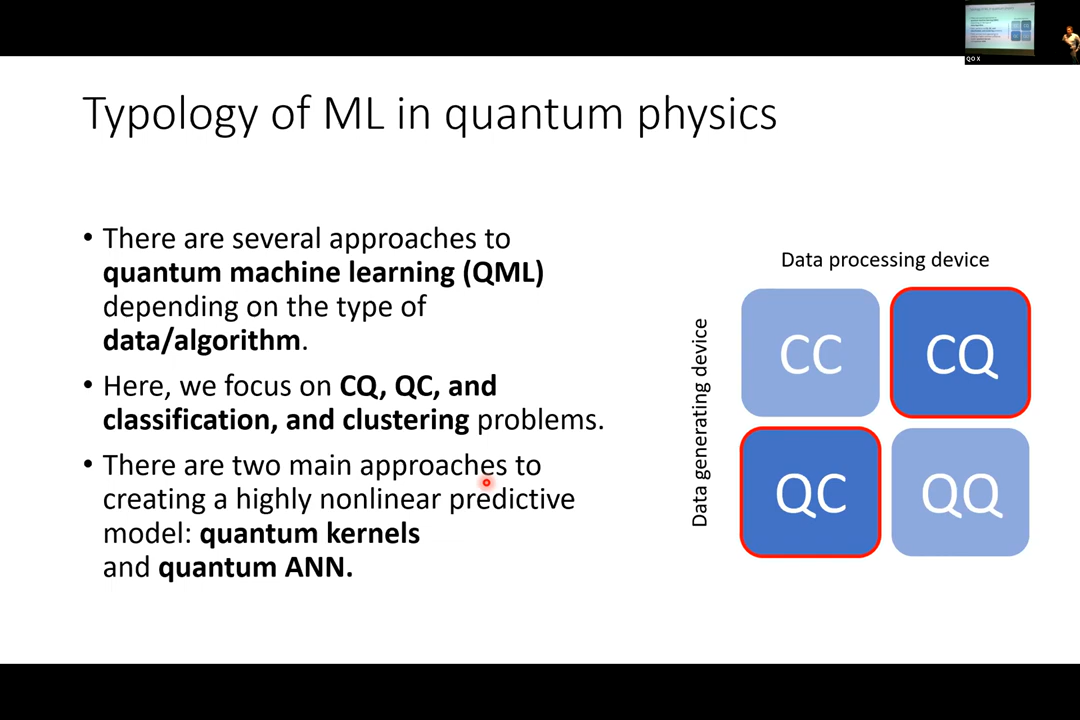 Typology of ML in quantum physics
• There are several approaches to
quantum machine learning (QML)
depending on the type of
data/algorithm.
• Here, we focus on CQ, QC, and
classification, and clustering problems.
• There are two main approaches to
creating a highly nonlinear predictive
model: quantum kernels
and quantum ANN.
Data processing device
Data generating device
CC
CQ
QC
QQ